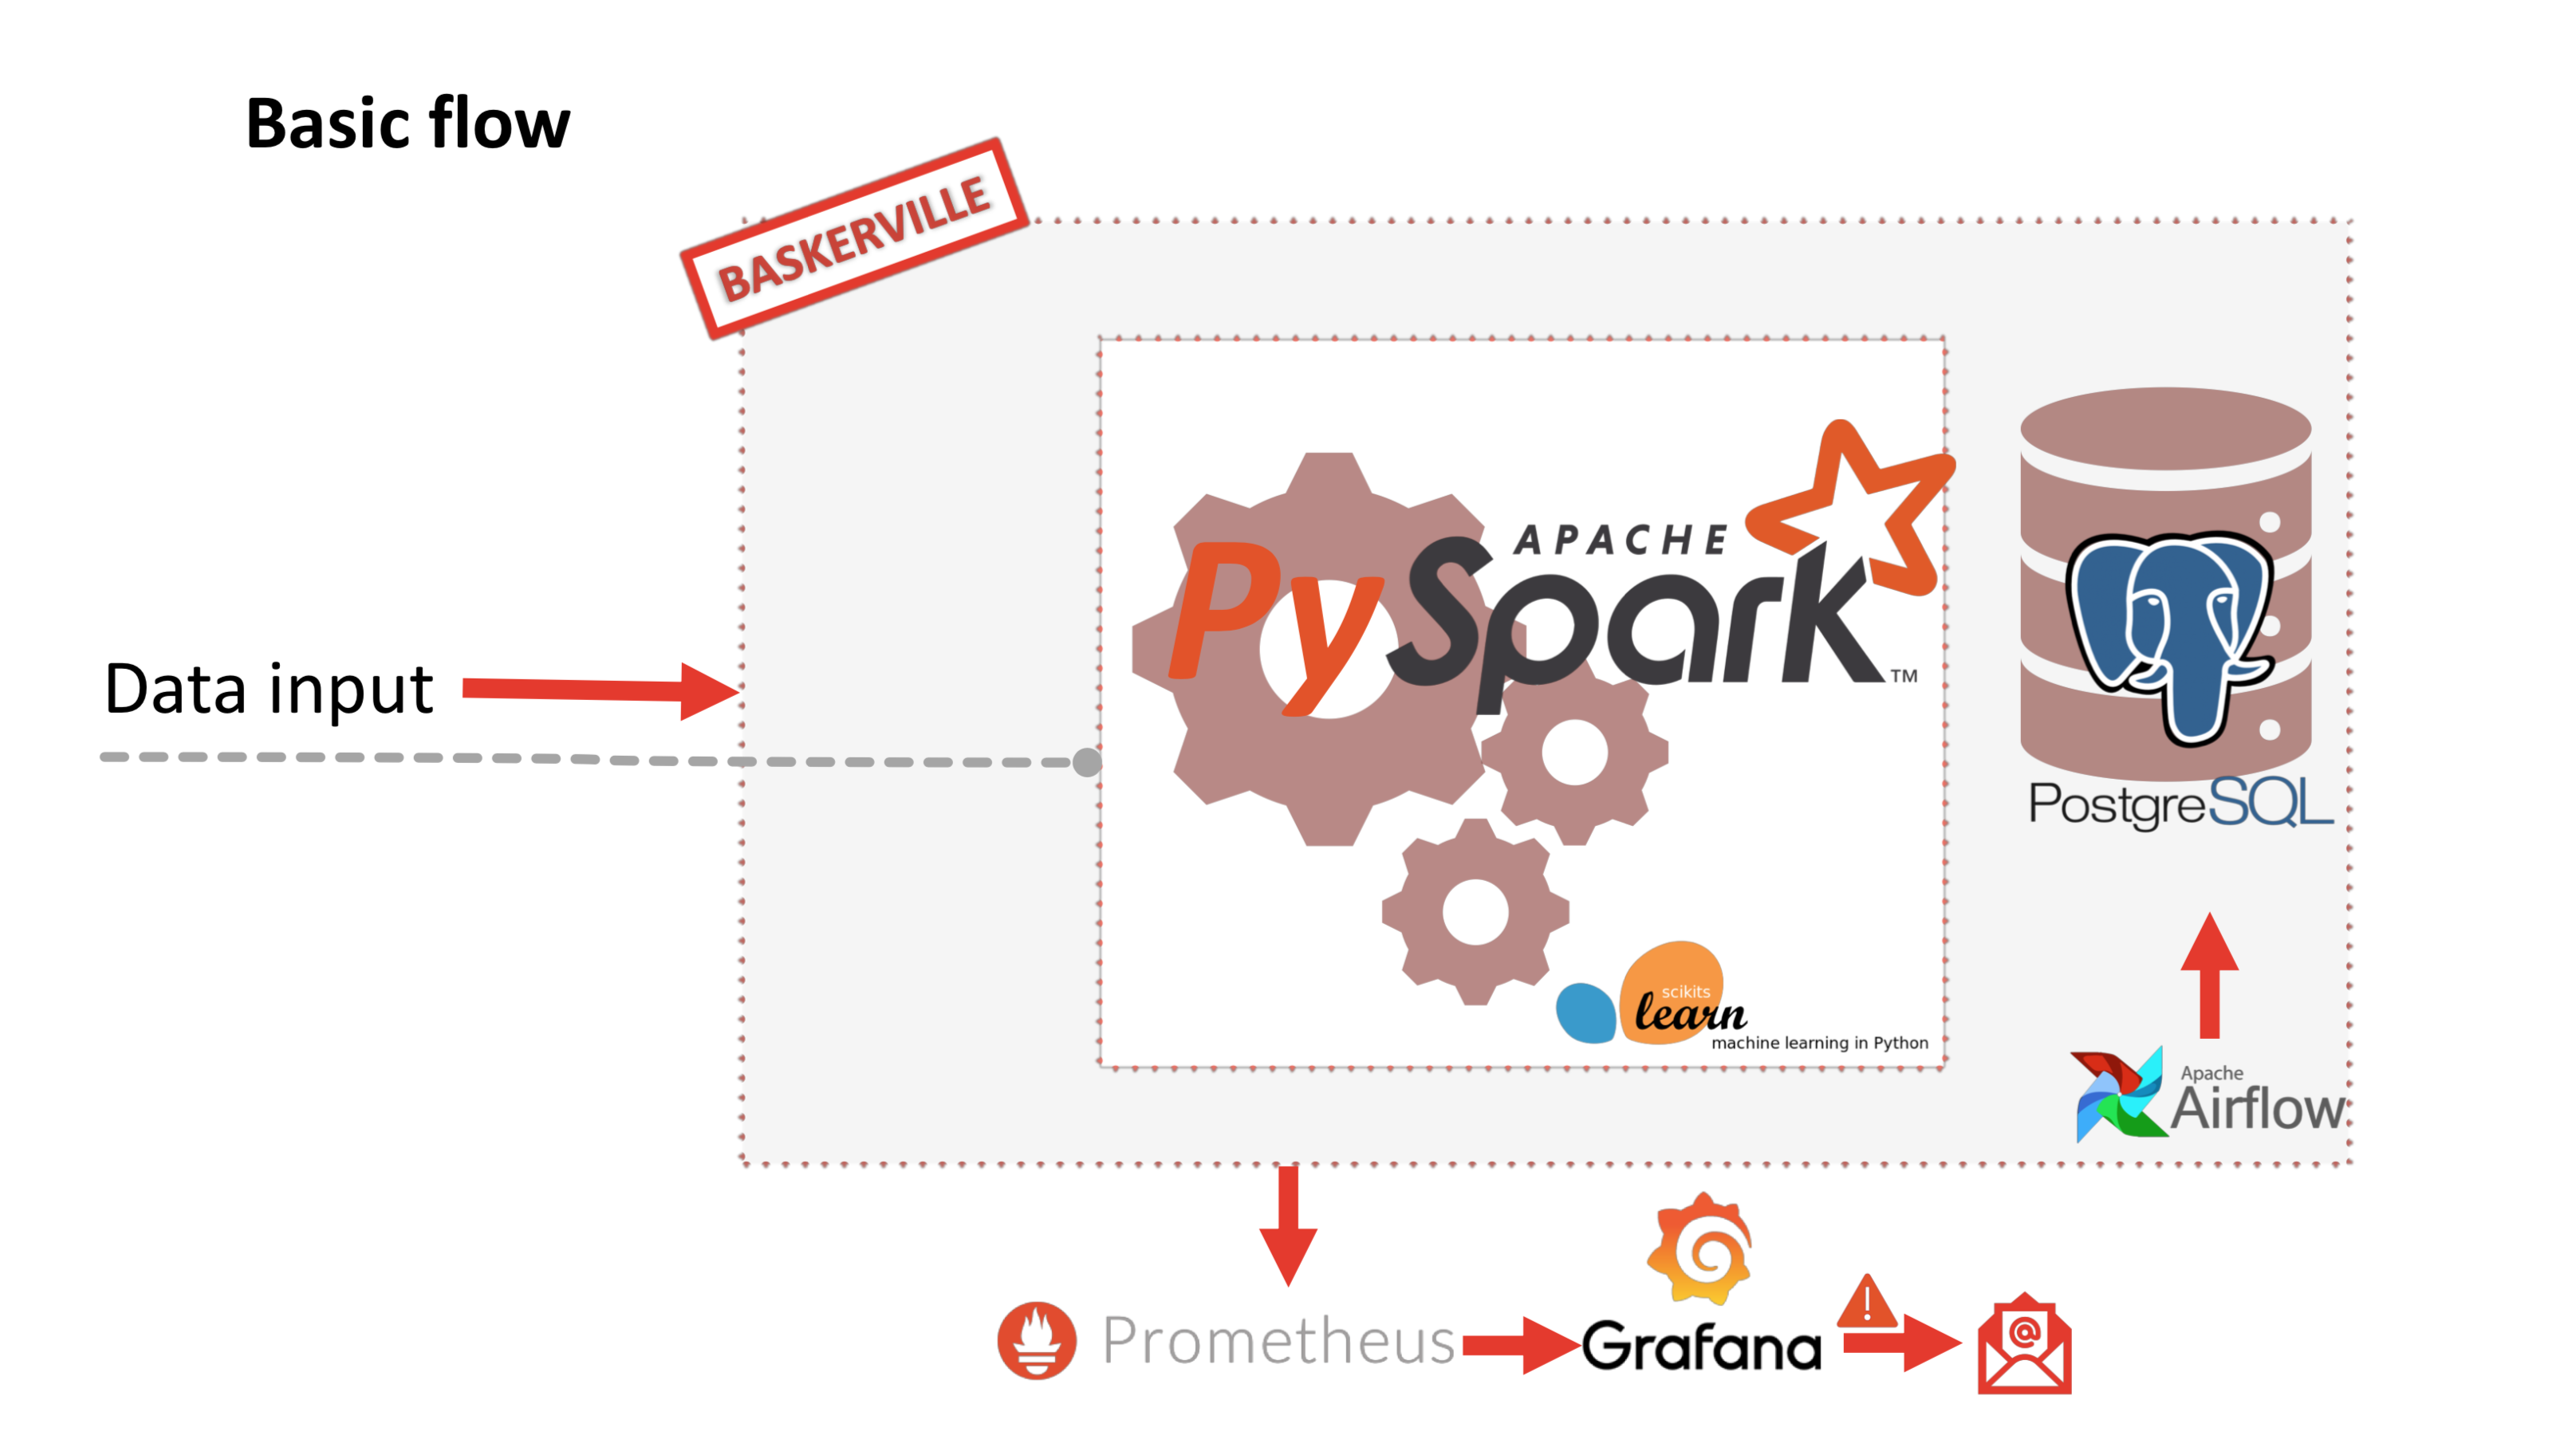 Basic flow
BASKERVILLE
APACHE
PySpark™
Data input
PostgreSQL
scikits
learn
machine learning in Python
Apache
Airflow
Prometheus
Grafana